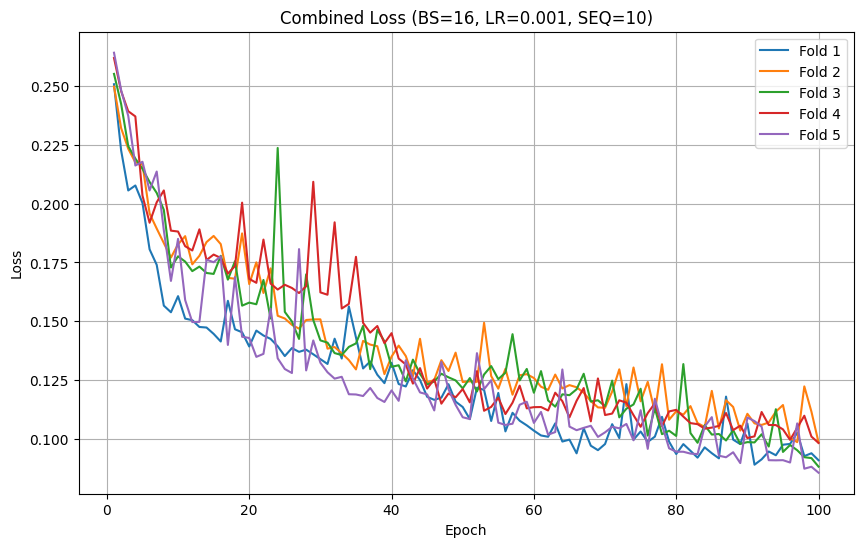 Combined Loss (BS=16, LR=0.001, SEQ=10)
Fold 1
Fold 2
Fold 3
Fold 4
Fold 5
Loss
0.250
0.225
0.200
0.175
0.150
0.125
0.100
0 20 40 60 80 100
Epoch